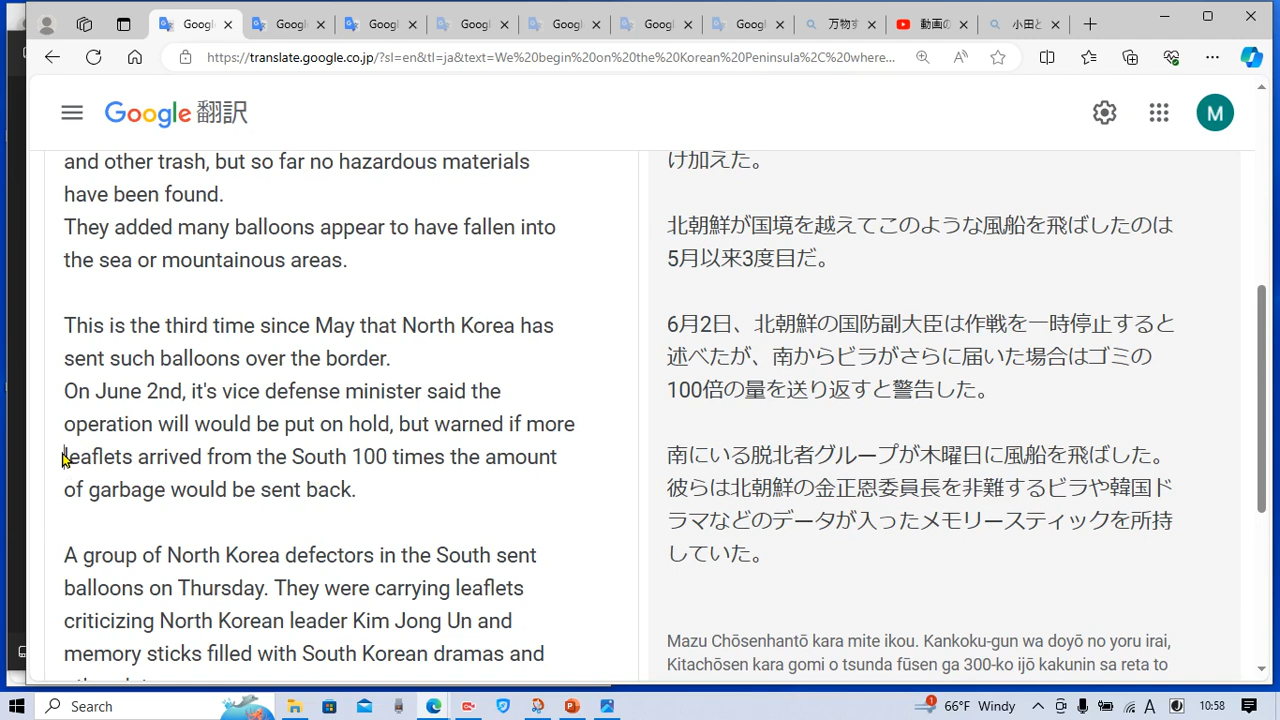 Google
Google
Google
Google
Google
Google
Google
万物す
動画の
小田と
https://translate.google.co.jp/?sl=en&tl=ja&text=We%20begin%20on%20the%20Korean%20Peninsula%2C%20where...
Google 翻訳
M
and other trash, but so far no hazardous materials
have been found.
They added many balloons appear to have fallen into
the sea or mountainous areas.
This is the third time since May that North Korea has
sent such balloons over the border.
On June 2nd, it's vice defense minister said the
operation will would be put on hold, but warned if more
leaflets arrived from the South 100 times the amount
of garbage would be sent back.
A group of North Korea defectors in the South sent
balloons on Thursday. They were carrying leaflets
criticizing North Korean leader Kim Jong Un and
memory sticks filled with South Korean dramas and
け加えた。
北朝鮮が国境を越えてこのような風船を飛ばしたのは
5月以来3度目だ。
6月2日、北朝鮮の国防副大臣は作戦を一時停止すると
述べたが、南からビラがさらに届いた場合はゴミの
100倍の量を送り返すと警告した。
南にいる脱北者グループが木曜日に風船を飛ばした。
彼らは北朝鮮の金正恩委員長を非難するビラや韓国ド
ラマなどのデータが入ったメモリースティックを所持
していた。
Mazu Chōsenhantō kara mite ikou. Kankoku-gun wa doyō no yoru irai,
Kitachōsen kara gomi o tsunda fūsen ga 300-ko ijō kakunin sa reta to
Search
1
66°F Windy
A
10:58